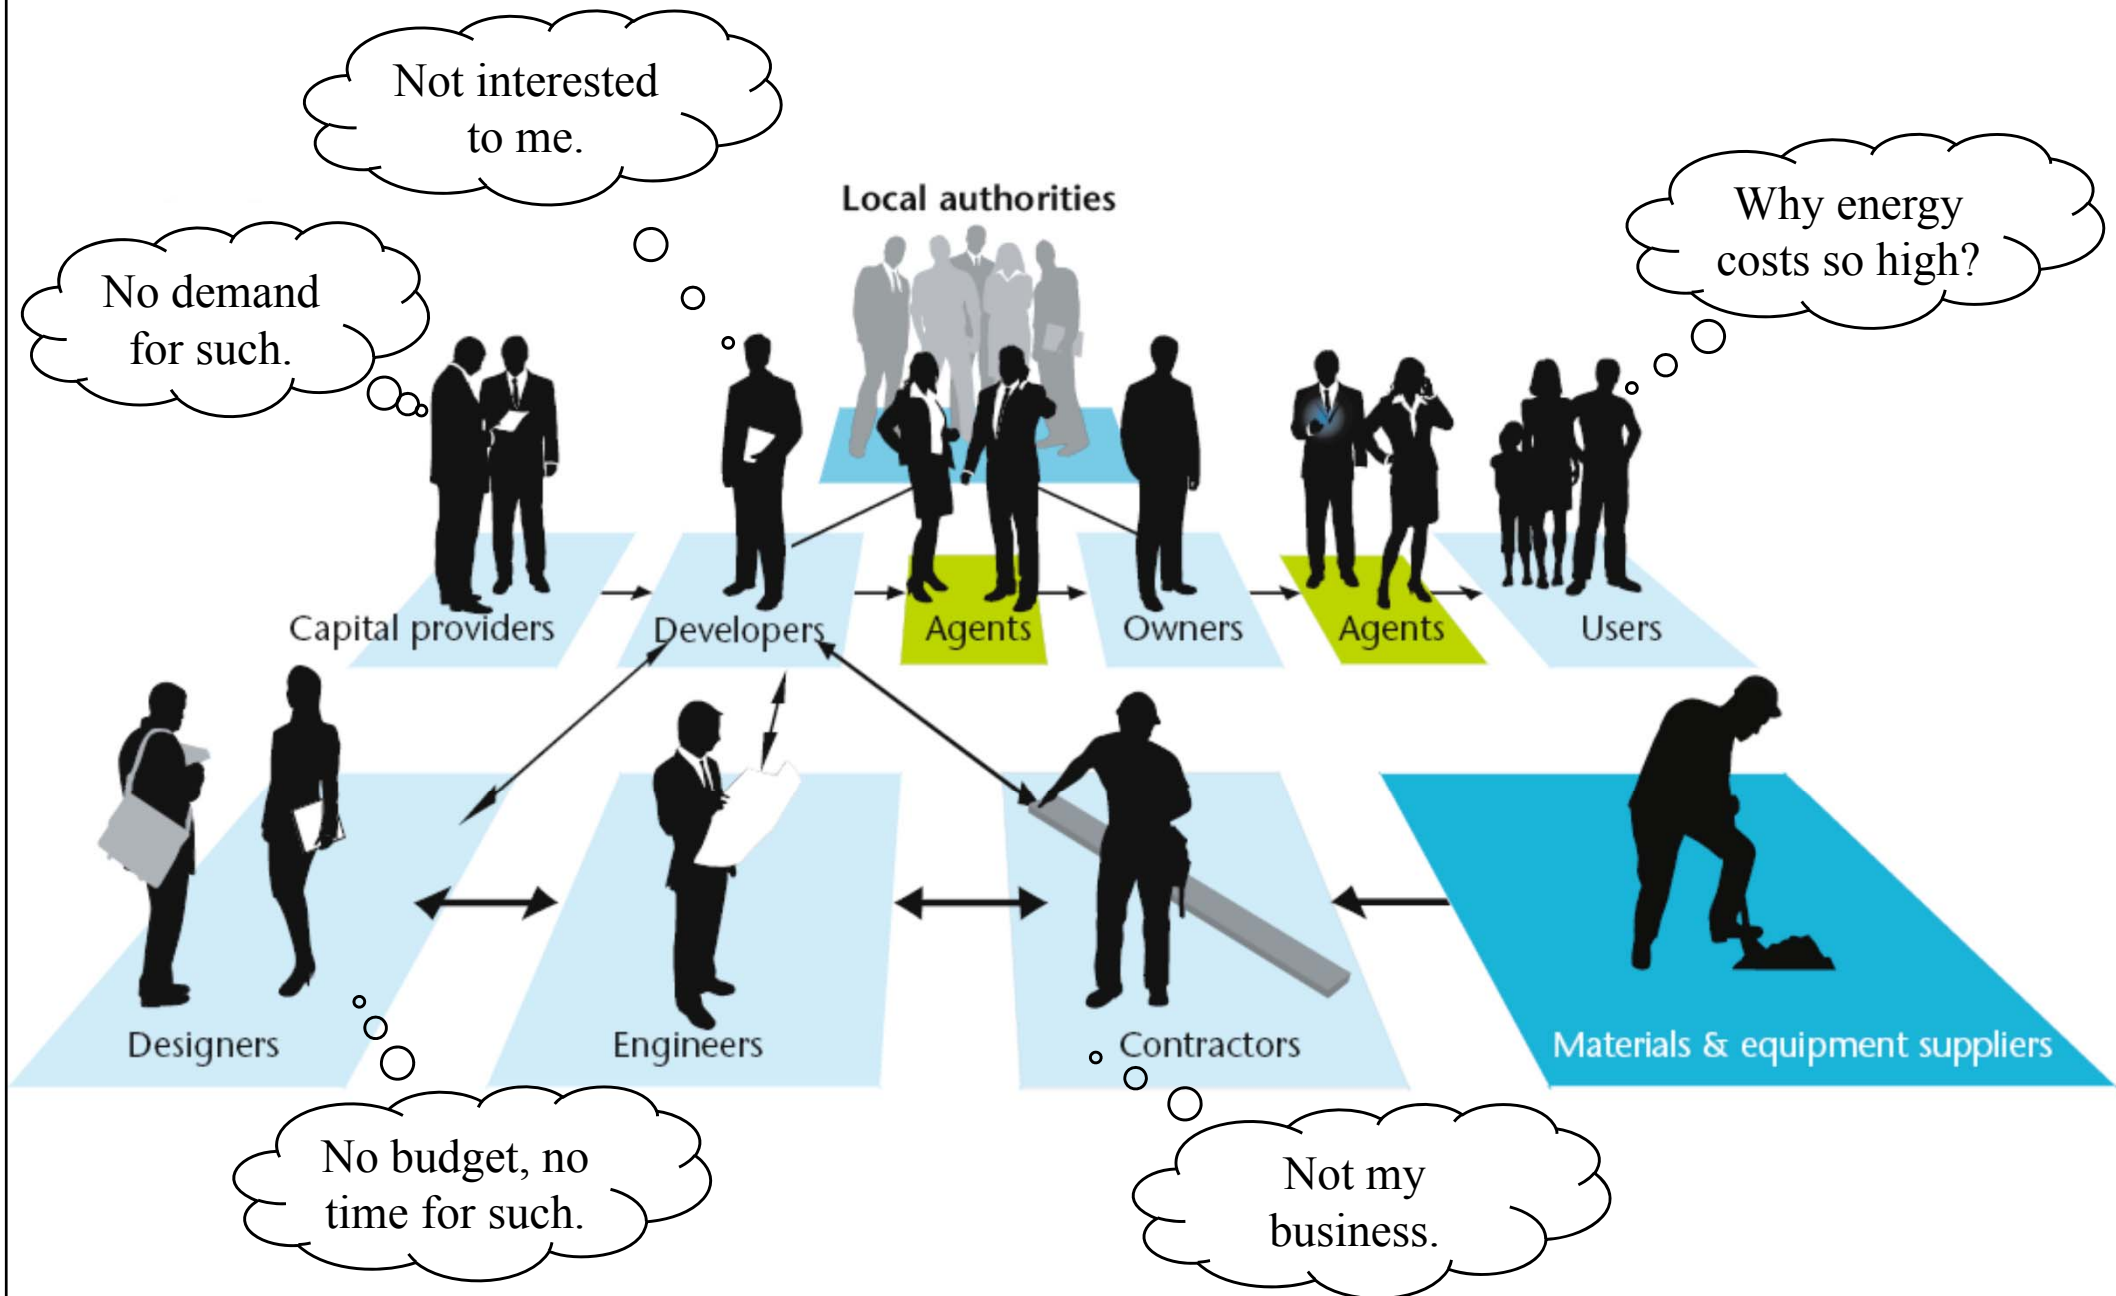 Not interested
to me.
Local authorities
Why energy
costs so high?
No demand
for such.
Capital providers
Developers
Agents
Owners
Agents
Users
Designers
Engineers
Contractors
Materials & equipment suppliers
No budget, no
time for such.
Not my
business.